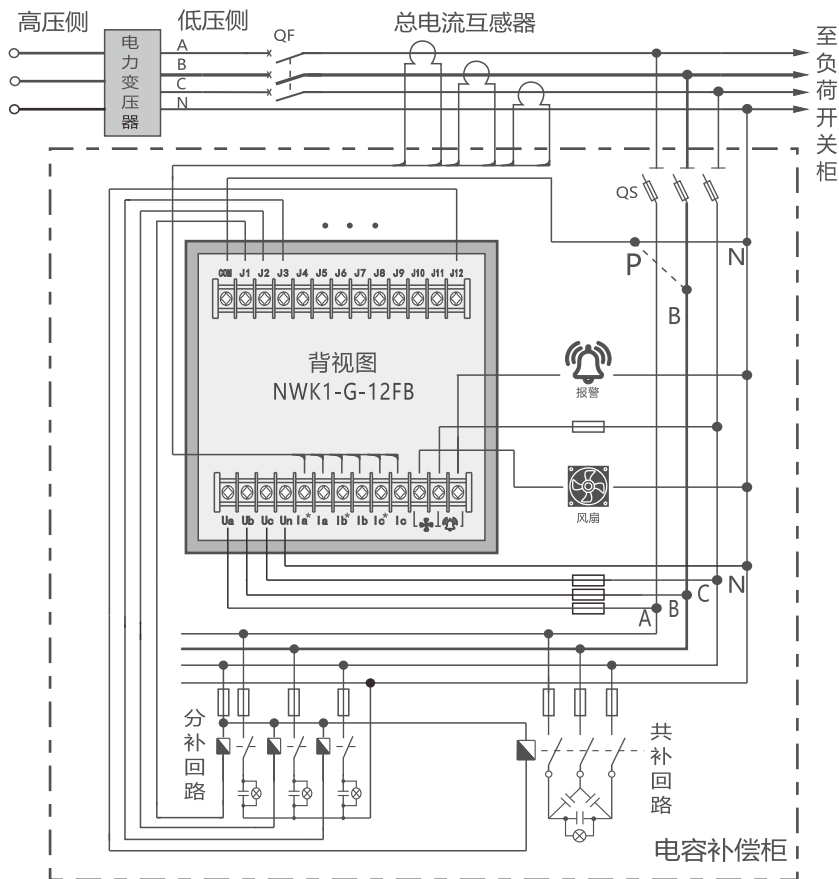 高压侧
低压侧
QF
总电流互感器
电力变压器
A
B
C
N
至负荷开关柜
QS
P
N
B
COM J1 J2 J3 J4 J5 J6 J7 J8 J9 J10 J11 J12
背视图
NWK1-G-12FB
报警
风扇
Ua Ub Uc Un Ia* Ia Ib* Ib Ic* Ic
N
C
B
A
分补回路
共补回路
电容补偿柜